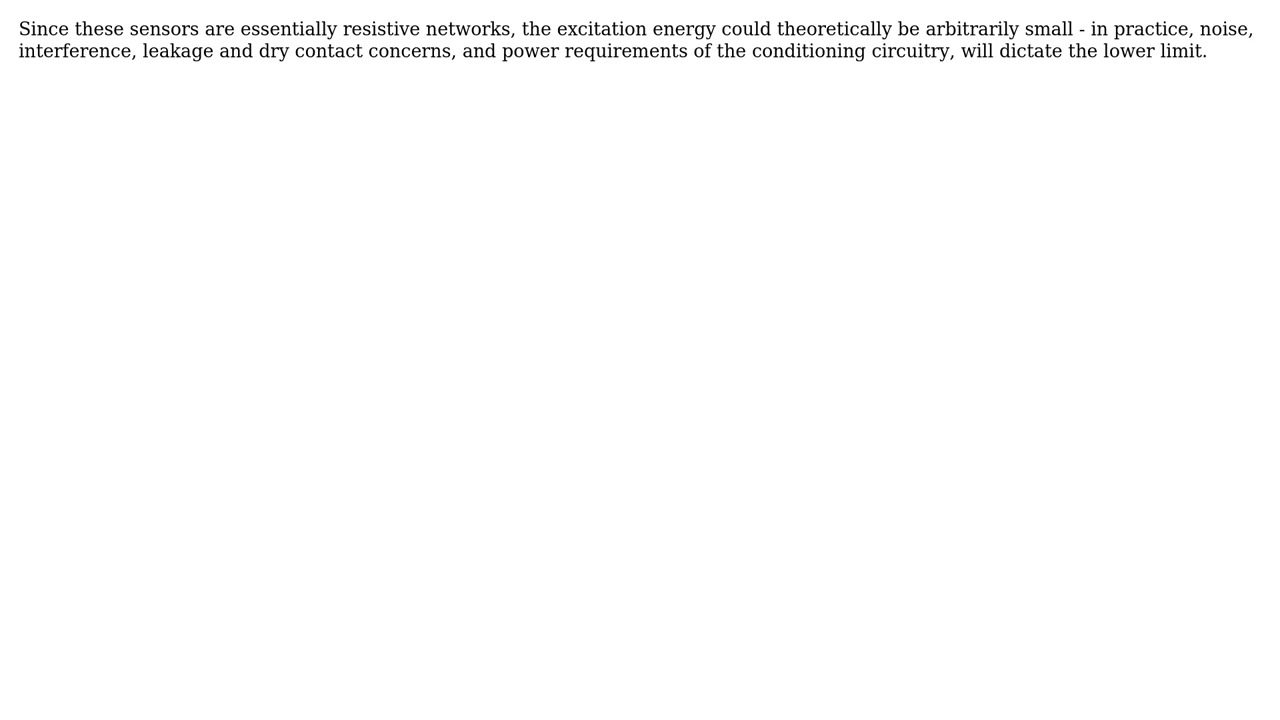 Since these sensors are essentially resistive networks, the excitation energy could theoretically be arbitrarily small - in practice, noise,
interference, leakage and dry contact concerns, and power requirements of the conditioning circuitry, will dictate the lower limit.